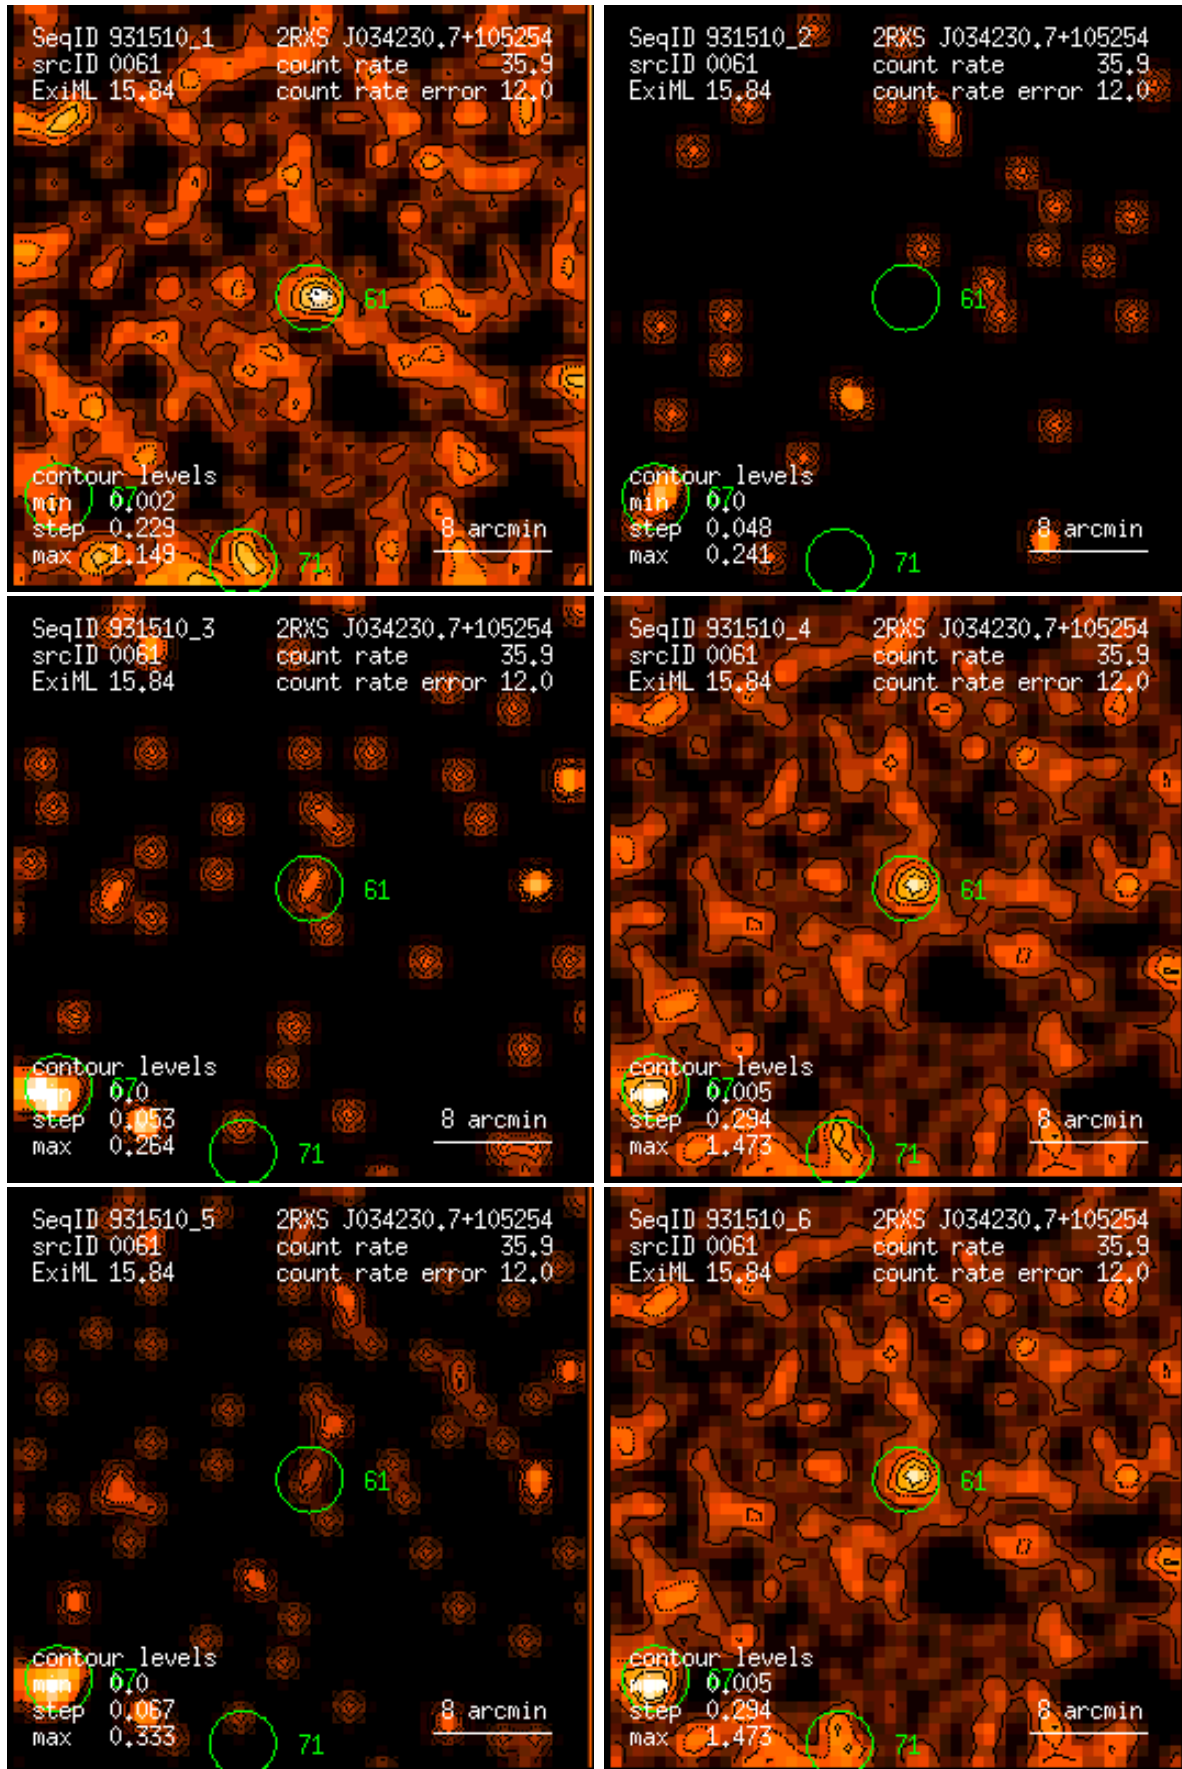 SeqID 931510_1 2RXS J034230.7+105254
srcID 0061 count rate 35.9
ExiML 15.84 count rate error 12.0
61
contour levels
min 0.002 67
step 0.229 8 arcmin
max 1.149 71
SeqID 931510_2 2RXS J034230.7+105254
srcID 0061 count rate 35.9
ExiML 15.84 count rate error 12.0
61
contour levels
min 0.0 67
step 0.048 8 arcmin
max 0.241 71
SeqID 931510_3 2RXS J034230.7+105254
srcID 0061 count rate 35.9
ExiML 15.84 count rate error 12.0
61
contour levels
min 0.0 67
step 0.053 8 arcmin
max 0.264 71
SeqID 931510_4 2RXS J034230.7+105254
srcID 0061 count rate 35.9
ExiML 15.84 count rate error 12.0
61
contour levels
min 0.005 67
step 0.294 8 arcmin
max 1.473 71
SeqID 931510_5 2RXS J034230.7+105254
srcID 0061 count rate 35.9
ExiML 15.84 count rate error 12.0
61
contour levels
min 0.0 67
step 0.067 8 arcmin
max 0.333 71
SeqID 931510_6 2RXS J034230.7+105254
srcID 0061 count rate 35.9
ExiML 15.84 count rate error 12.0
61
contour levels
min 0.005 67
step 0.294 8 arcmin
max 1.473 71